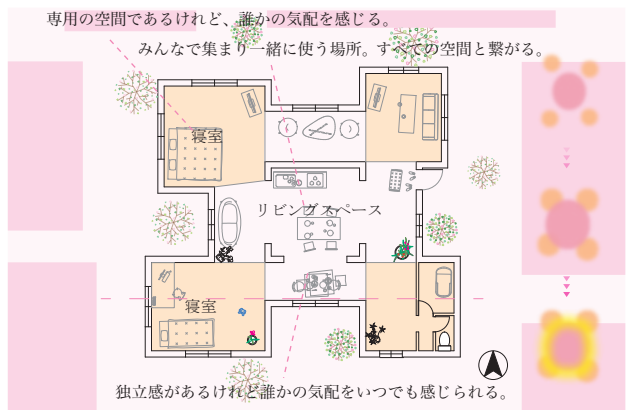 専用の空間であるけれど、誰かの気配を感じる。
みんなで集まり一緒に使う場所。すべての空間と繋がる。
寝室
リビングスペース
寝室
独立感があるけれど誰かの気配をいつでも感じられる。